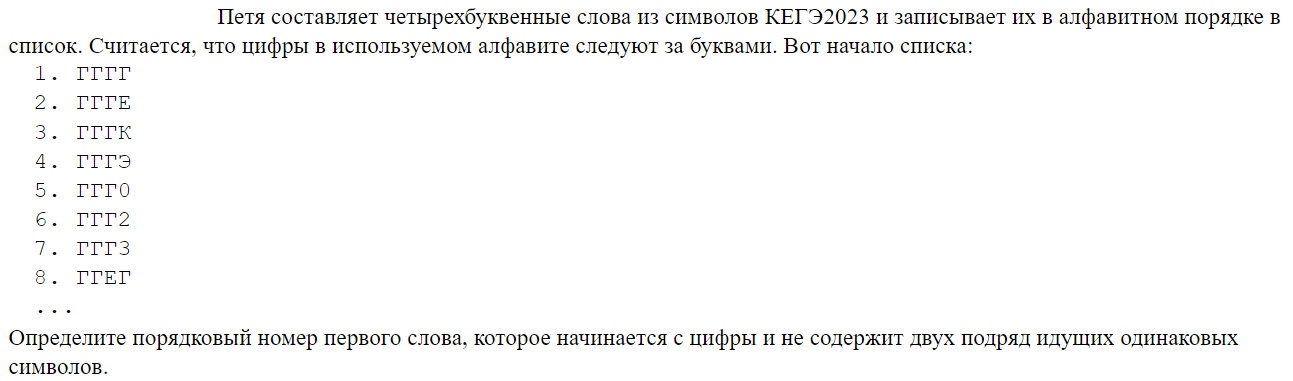 Петя составляет четырехбуквенные слова из символов КЕГЭ2023 и записывает их в алфавитном порядке в
список. Считается, что цифры в используемом алфавите следуют за буквами. Вот начало списка:
1. ГГГГ
2. ГГГЕ
3. ГГГК
4. ГГГЭ
5. ГГГ0
6. ГГГ2
7. ГГГ3
8. ГГЕГ
...
Определите порядковый номер первого слова, которое начинается с цифры и не содержит двух подряд идущих одинаковых
символов.